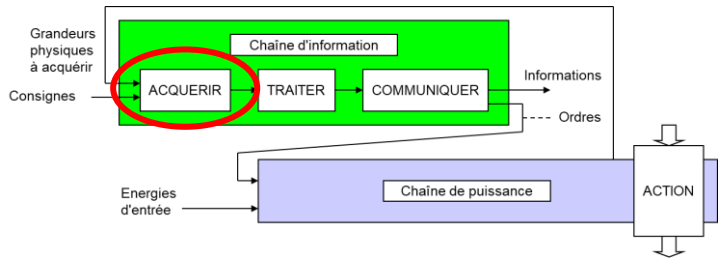 Grandeurs
physiques
à acquérir
Consignes
Chaîne d'information
ACQUERIR
TRAITER
COMMUNIQUER
Informations
Ordres
Energies
d'entrée
Chaîne de puissance
ACTION